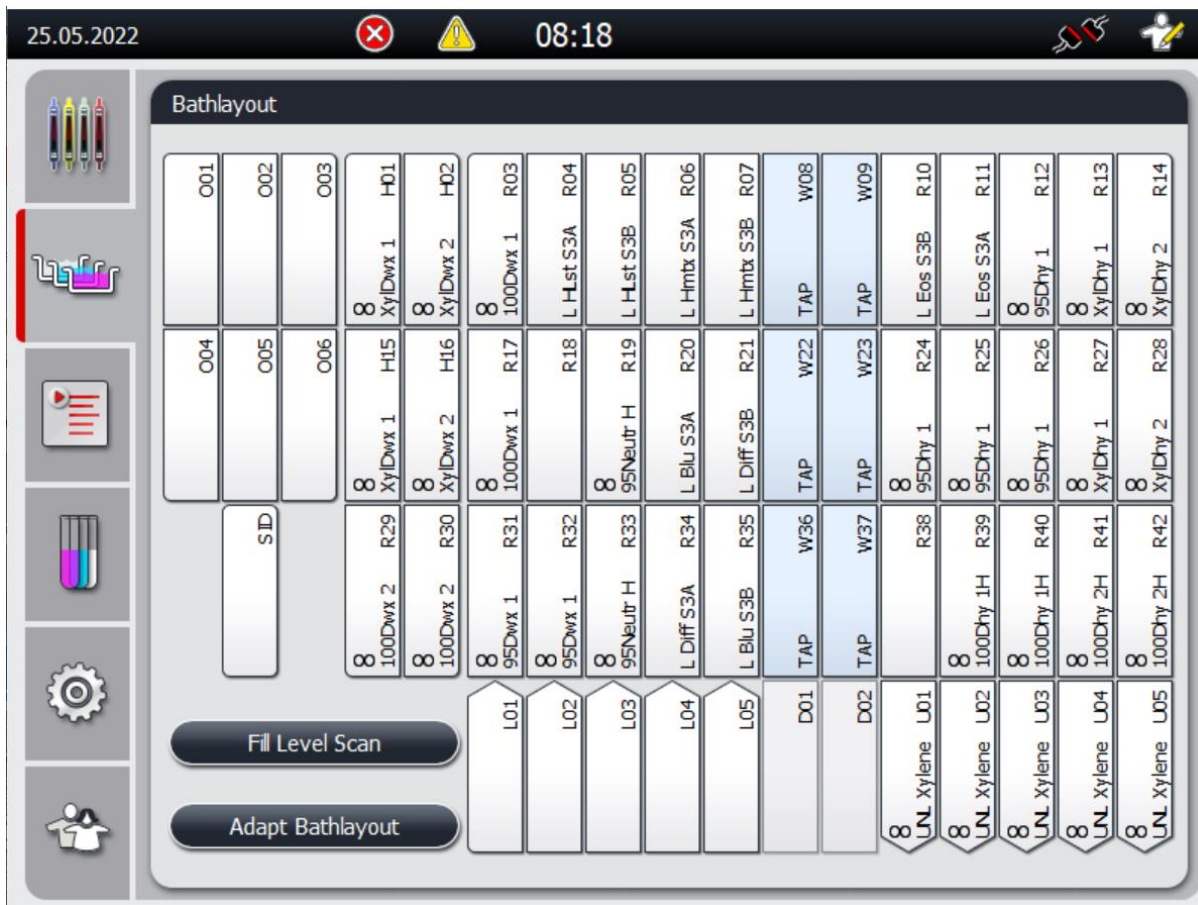 25.05.2022
08:18
Bathlayout
O01
O02
O03
H01 XylDwx 1
H02 XylDwx 2
R03 100Dwx 1
R04 L HLst S3A
R05 L HLst S3B
R06 L Hmtx S3A
R07 L Hmtx S3B
W08 TAP
W09 TAP
R10 L Eos S3B
R11 L Eos S3A
R12 95Dhy 1
R13 XylDhy 1
R14 XylDhy 2
O04
O05
O06
H15 XylDwx 1
H16 XylDwx 2
R17 100Dwx 1
R18
R19 95Neutr H
R20 L Blu S3A
R21 L Diff S3B
W22 TAP
W23 TAP
R24 95Dhy 1
R25 95Dhy 1
R26 95Dhy 1
R27 XylDhy 1
R28 XylDhy 2
SID
R29 100Dwx 2
R30 100Dwx 2
R31 95Dwx 1
R32 95Dwx 1
R33 95Neutr H
R34 L Diff S3A
R35 L Blu S3B
W36 TAP
W37 TAP
R38
R39 100Dhy 1H
R40 100Dhy 1H
R41 100Dhy 2H
R42 100Dhy 2H
L01
L02
L03
L04
L05
D01
D02
U01 UNL Xylene
U02 UNL Xylene
U03 UNL Xylene
U04 UNL Xylene
U05 UNL Xylene
Fill Level Scan
Adapt Bathlayout